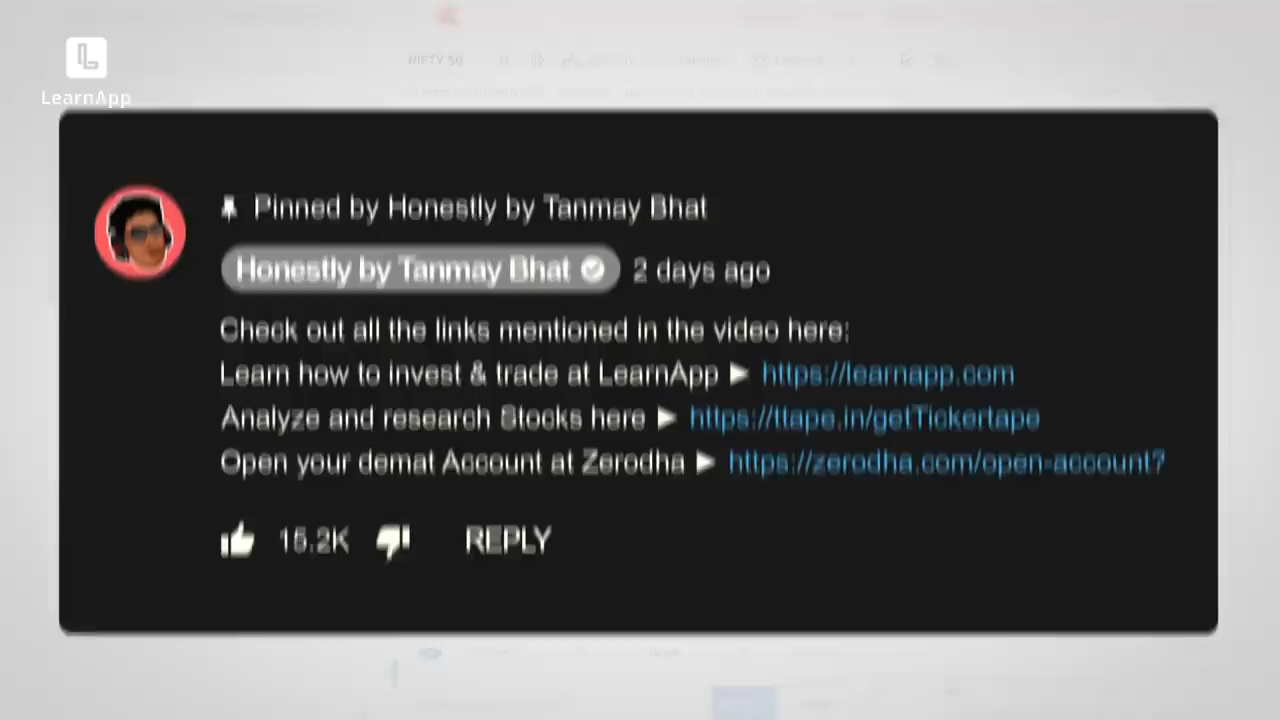 NIFTY 50
LearnApp
Pinned by Honestly by Tanmay Bhat
Honestly by Tanmay Bhat 2 days ago
Check out all the links mentioned in the video here:
Learn how to invest & trade at LearnApp ► https://learnapp.com
Analyze and research Stocks here ► https://ttape.in/getTickertape
Open your demat Account at Zerodha ► https://zerodha.com/open-account?
15.2K REPLY